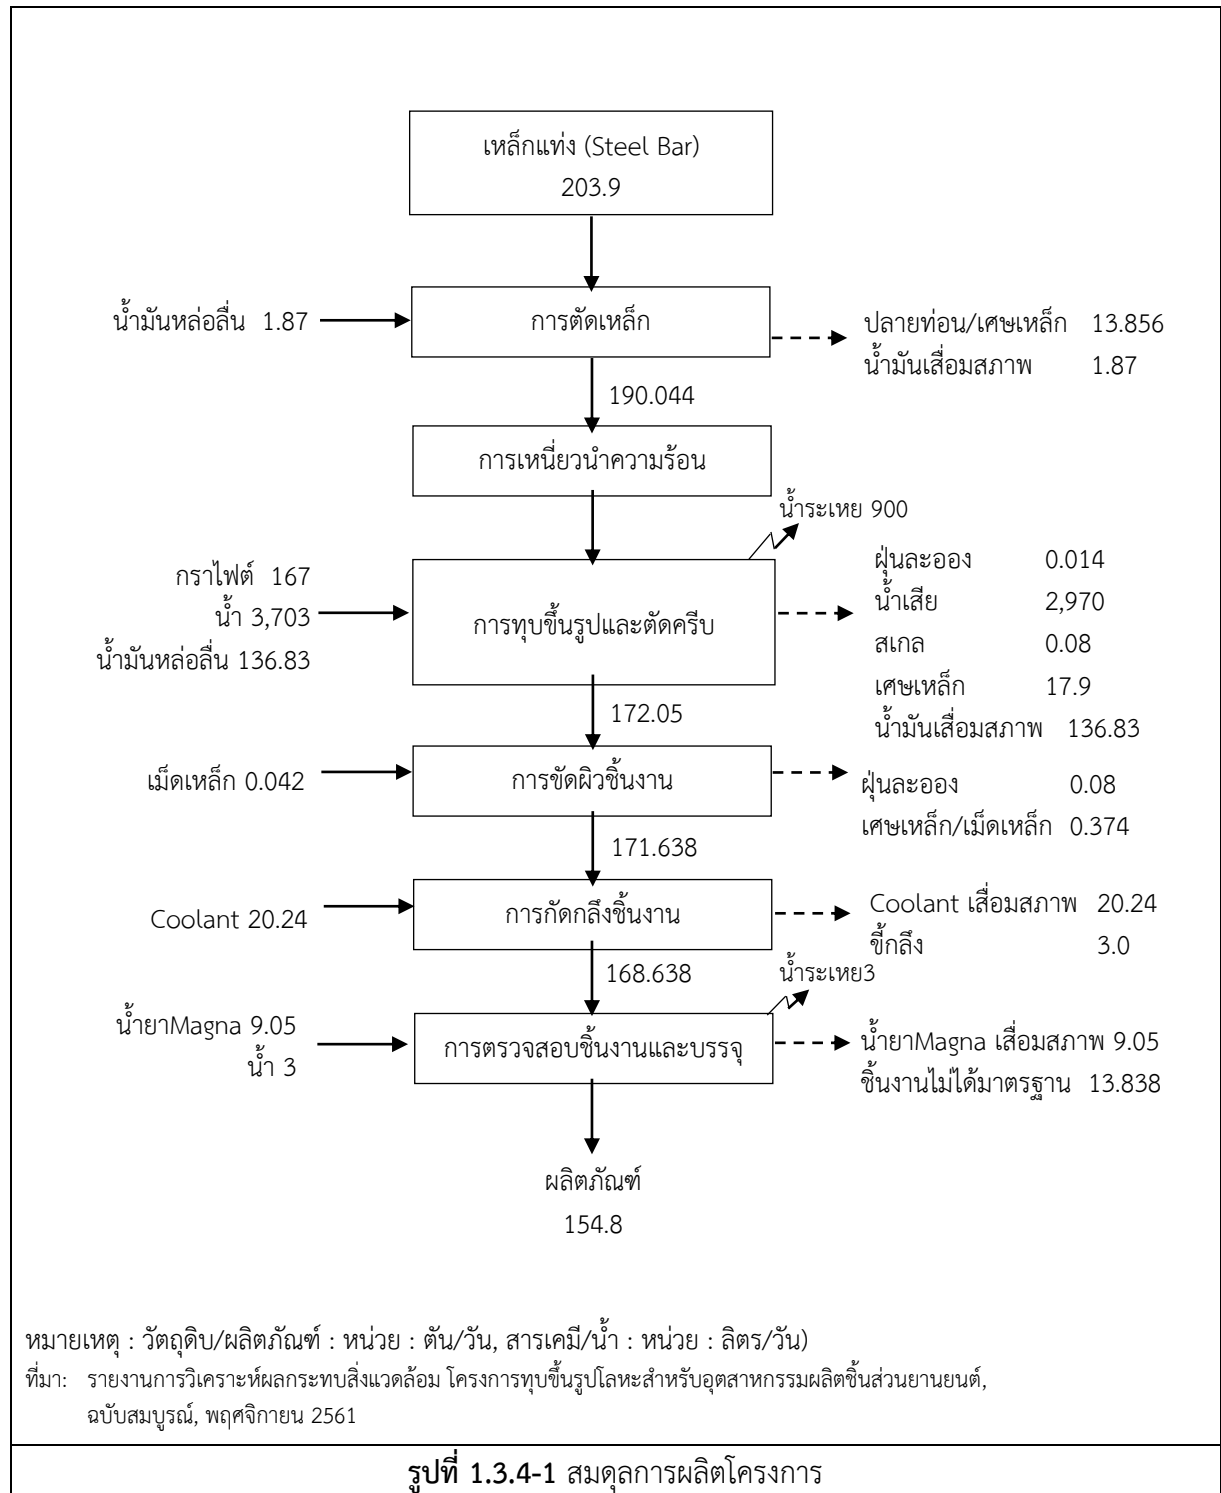 เหล็กแท่ง (Steel Bar)
203.9
น้ำมันหล่อลื่น 1.87
การตัดเหล็ก
ปลายท่อน/เศษเหล็ก 13.856
น้ำมันเสื่อมสภาพ 1.87
190.044
การเหนี่ยวนำความร้อน
น้ำระเหย 900
กราไฟต์ 167
น้ำ 3,703
น้ำมันหล่อลื่น 136.83
การทุบขึ้นรูปและตัดครีบ
ฝุ่นละออง 0.014
น้ำเสีย 2,970
สเกล 0.08
เศษเหล็ก 17.9
น้ำมันเสื่อมสภาพ 136.83
172.05
เม็ดเหล็ก 0.042
การขัดผิวชิ้นงาน
ฝุ่นละออง 0.08
เศษเหล็ก/เม็ดเหล็ก 0.374
171.638
Coolant 20.24
การกัดกลึงชิ้นงาน
Coolant เสื่อมสภาพ 20.24
ขี้กลึง 3.0
168.638
น้ำระเหย3
น้ำยาMagna 9.05
น้ำ 3
การตรวจสอบชิ้นงานและบรรจุ
น้ำยาMagna เสื่อมสภาพ 9.05
ชิ้นงานไม่ได้มาตรฐาน 13.838
ผลิตภัณฑ์
154.8
หมายเหตุ : วัตถุดิบ/ผลิตภัณฑ์ : หน่วย : ตัน/วัน, สารเคมี/น้ำ : หน่วย : ลิตร/วัน)
ที่มา: รายงานการวิเคราะห์ผลกระทบสิ่งแวดล้อม โครงการทุบขึ้นรูปโลหะสำหรับอุตสาหกรรมผลิตชิ้นส่วนยานยนต์,
ฉบับสมบูรณ์, พฤศจิกายน 2561
รูปที่ 1.3.4-1 สมดุลการผลิตโครงการ